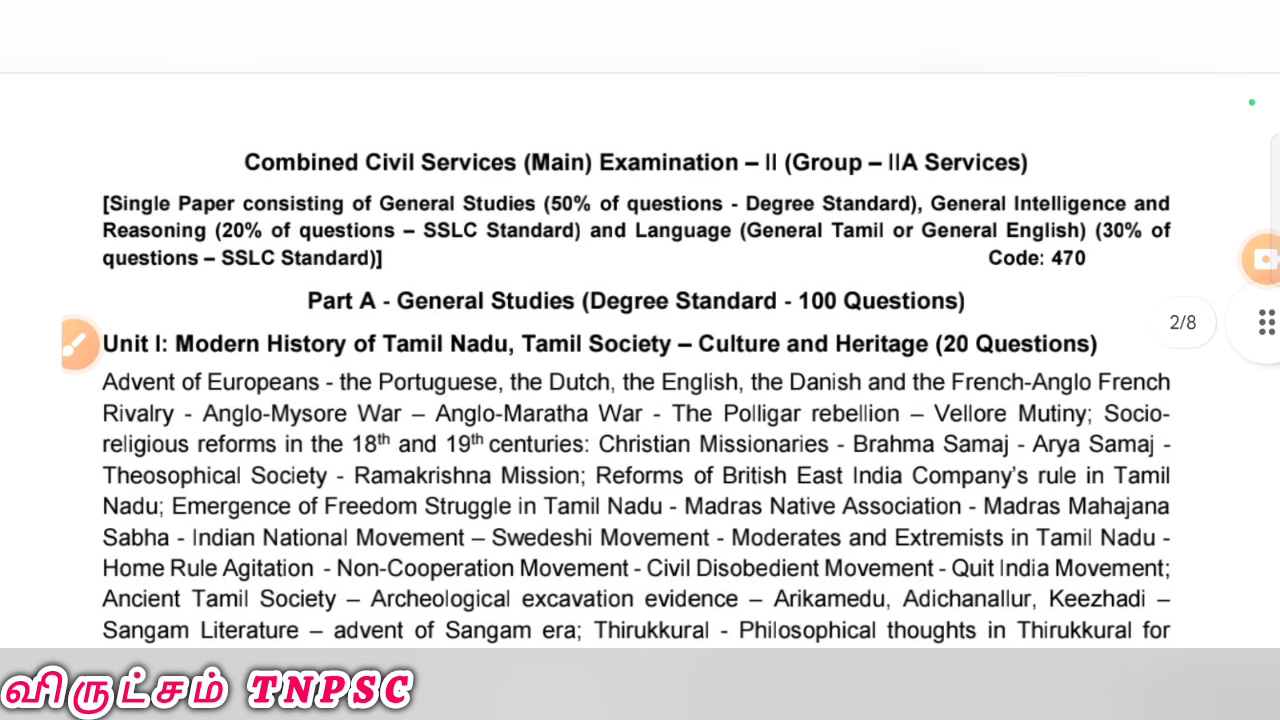 Combined Civil Services (Main) Examination – II (Group – IIA Services)
[Single Paper consisting of General Studies (50% of questions - Degree Standard), General Intelligence and
Reasoning (20% of questions – SSLC Standard) and Language (General Tamil or General English) (30% of
questions – SSLC Standard)] Code: 470
Part A - General Studies (Degree Standard - 100 Questions)
2/8
Unit I: Modern History of Tamil Nadu, Tamil Society – Culture and Heritage (20 Questions)
Advent of Europeans - the Portuguese, the Dutch, the English, the Danish and the French-Anglo French
Rivalry - Anglo-Mysore War – Anglo-Maratha War - The Polligar rebellion – Vellore Mutiny; Socio-
religious reforms in the 18th and 19th centuries: Christian Missionaries - Brahma Samaj - Arya Samaj -
Theosophical Society - Ramakrishna Mission; Reforms of British East India Company's rule in Tamil
Nadu; Emergence of Freedom Struggle in Tamil Nadu - Madras Native Association - Madras Mahajana
Sabha - Indian National Movement – Swedeshi Movement - Moderates and Extremists in Tamil Nadu -
Home Rule Agitation - Non-Cooperation Movement - Civil Disobedient Movement - Quit India Movement;
Ancient Tamil Society – Archeological excavation evidence – Arikamedu, Adichanallur, Keezhadi –
Sangam Literature – advent of Sangam era; Thirukkural - Philosophical thoughts in Thirukkural for
விருட்சம் TNPSC